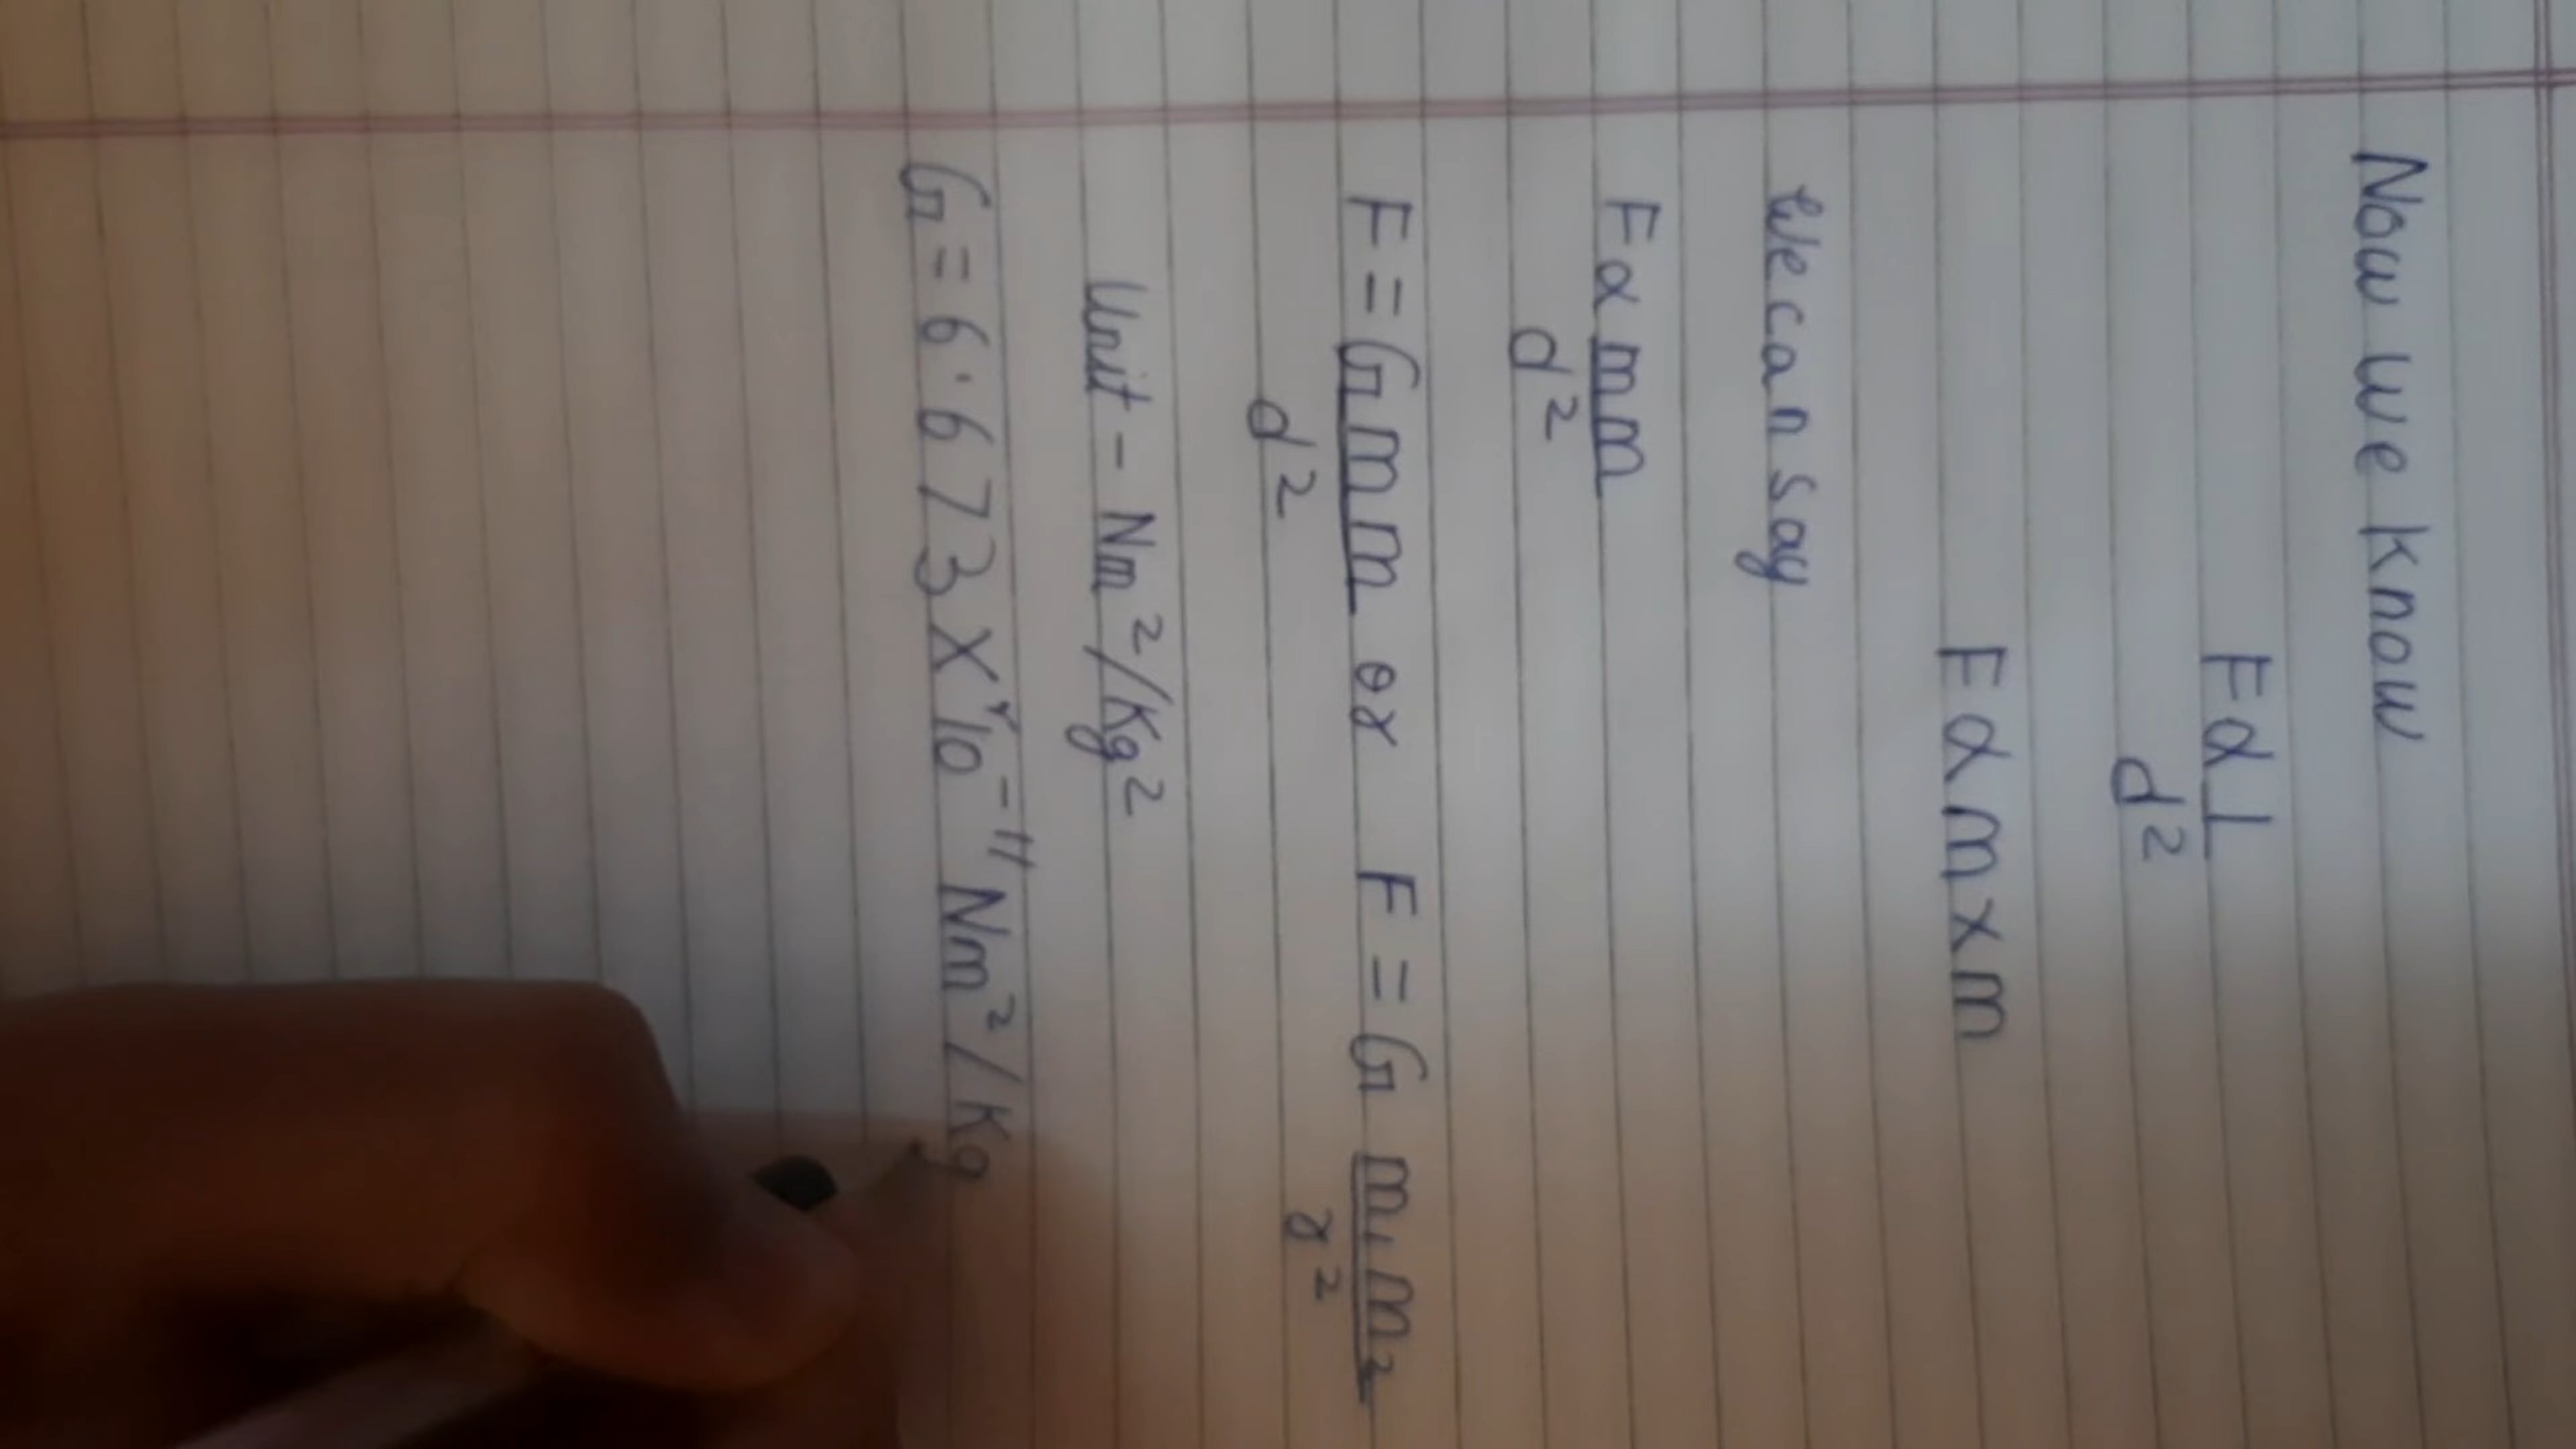 Now we know
F α 1
d²
F α m x m
We can say
F α mm
d²
F = Gmm or F = G m₁m₂
d² r²
Unit - Nm²/Kg²
G = 6.673 x 10⁻¹¹ Nm²/Kg